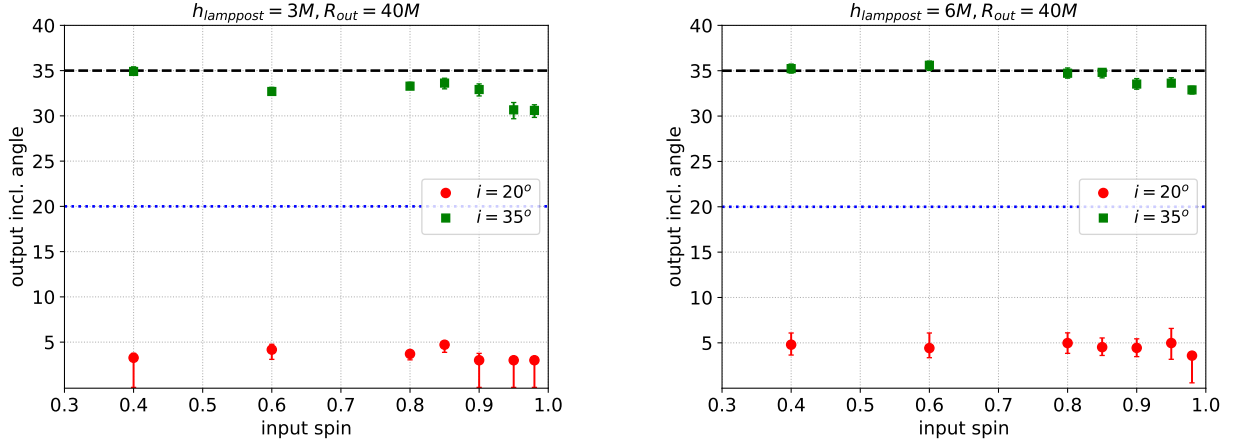 h_lamppost = 3M, R_out = 40M
output incl. angle
40
35
30
25
20
15
10
5
i = 20^o
i = 35^o
0.3 0.4 0.5 0.6 0.7 0.8 0.9 1.0
input spin
h_lamppost = 6M, R_out = 40M
output incl. angle
40
35
30
25
20
15
10
5
i = 20^o
i = 35^o
0.3 0.4 0.5 0.6 0.7 0.8 0.9 1.0
input spin